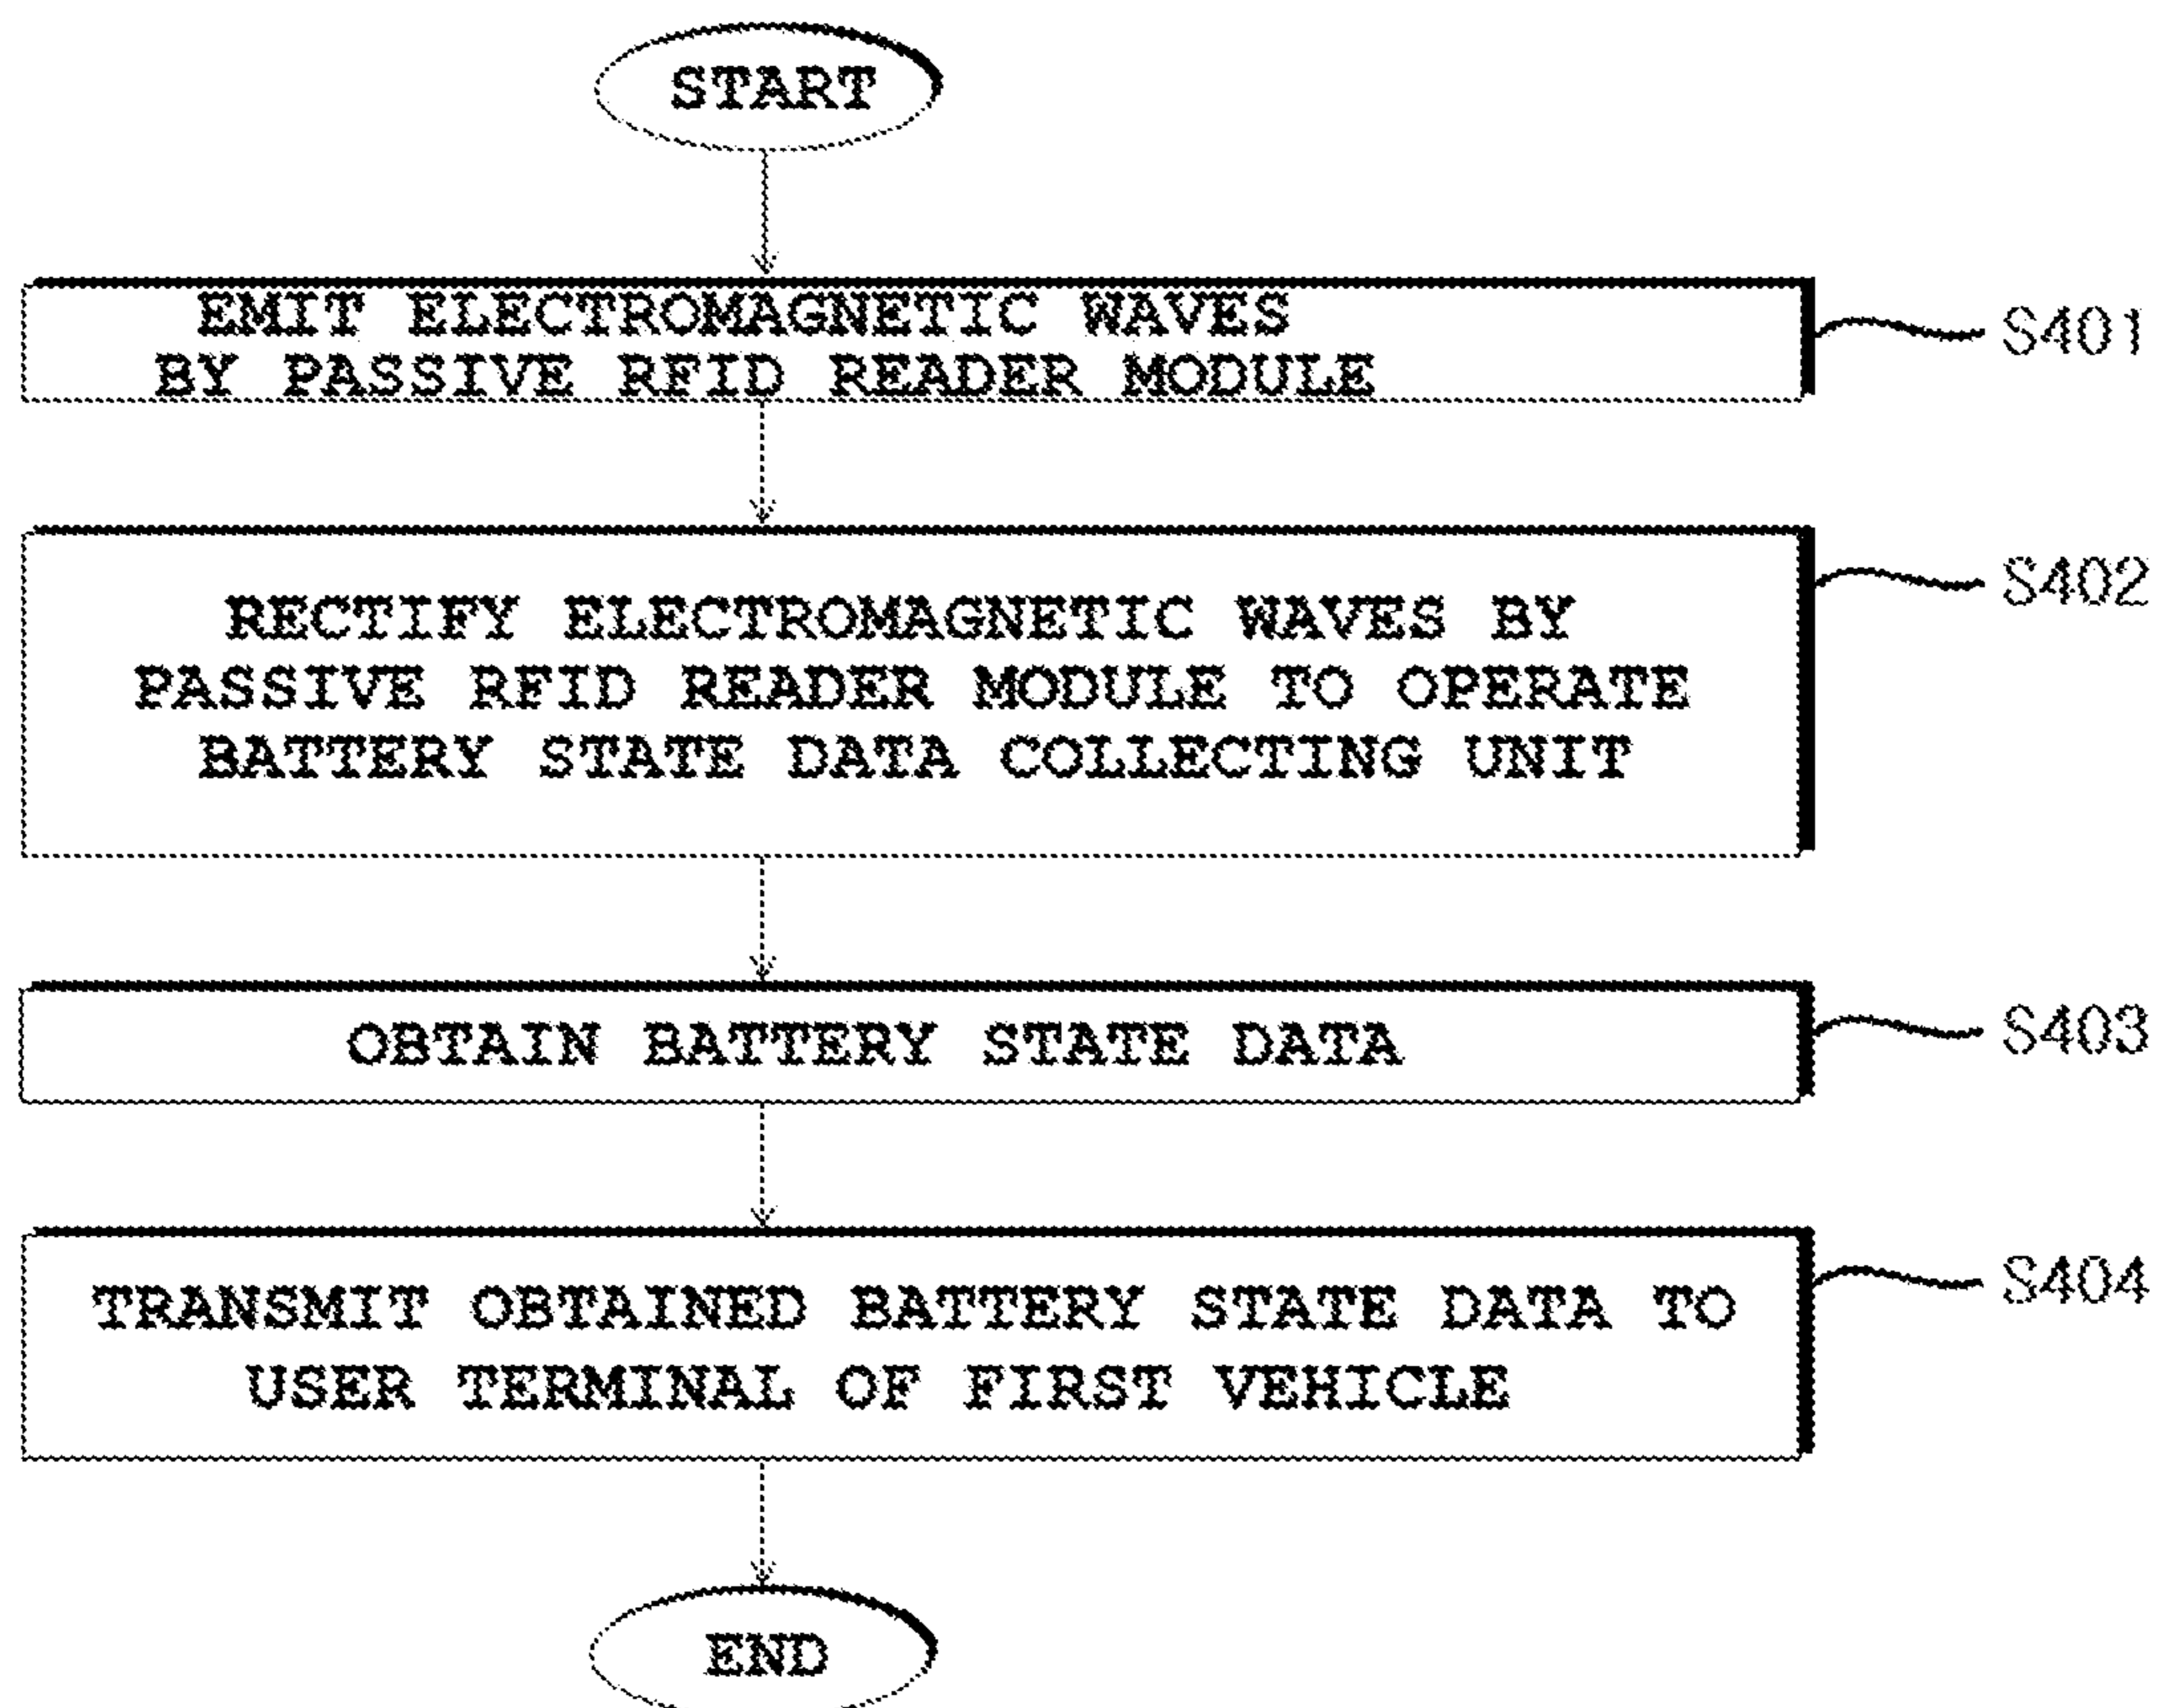 START
EMIT ELECTROMAGNETIC WAVES
BY PASSIVE RFID READER MODULE
S401
RECTIFY ELECTROMAGNETIC WAVES BY
PASSIVE RFID READER MODULE TO OPERATE
BATTERY STATE DATA COLLECTING UNIT
S402
OBTAIN BATTERY STATE DATA
S403
TRANSMIT OBTAINED BATTERY STATE DATA TO
USER TERMINAL OF FIRST VEHICLE
S404
END